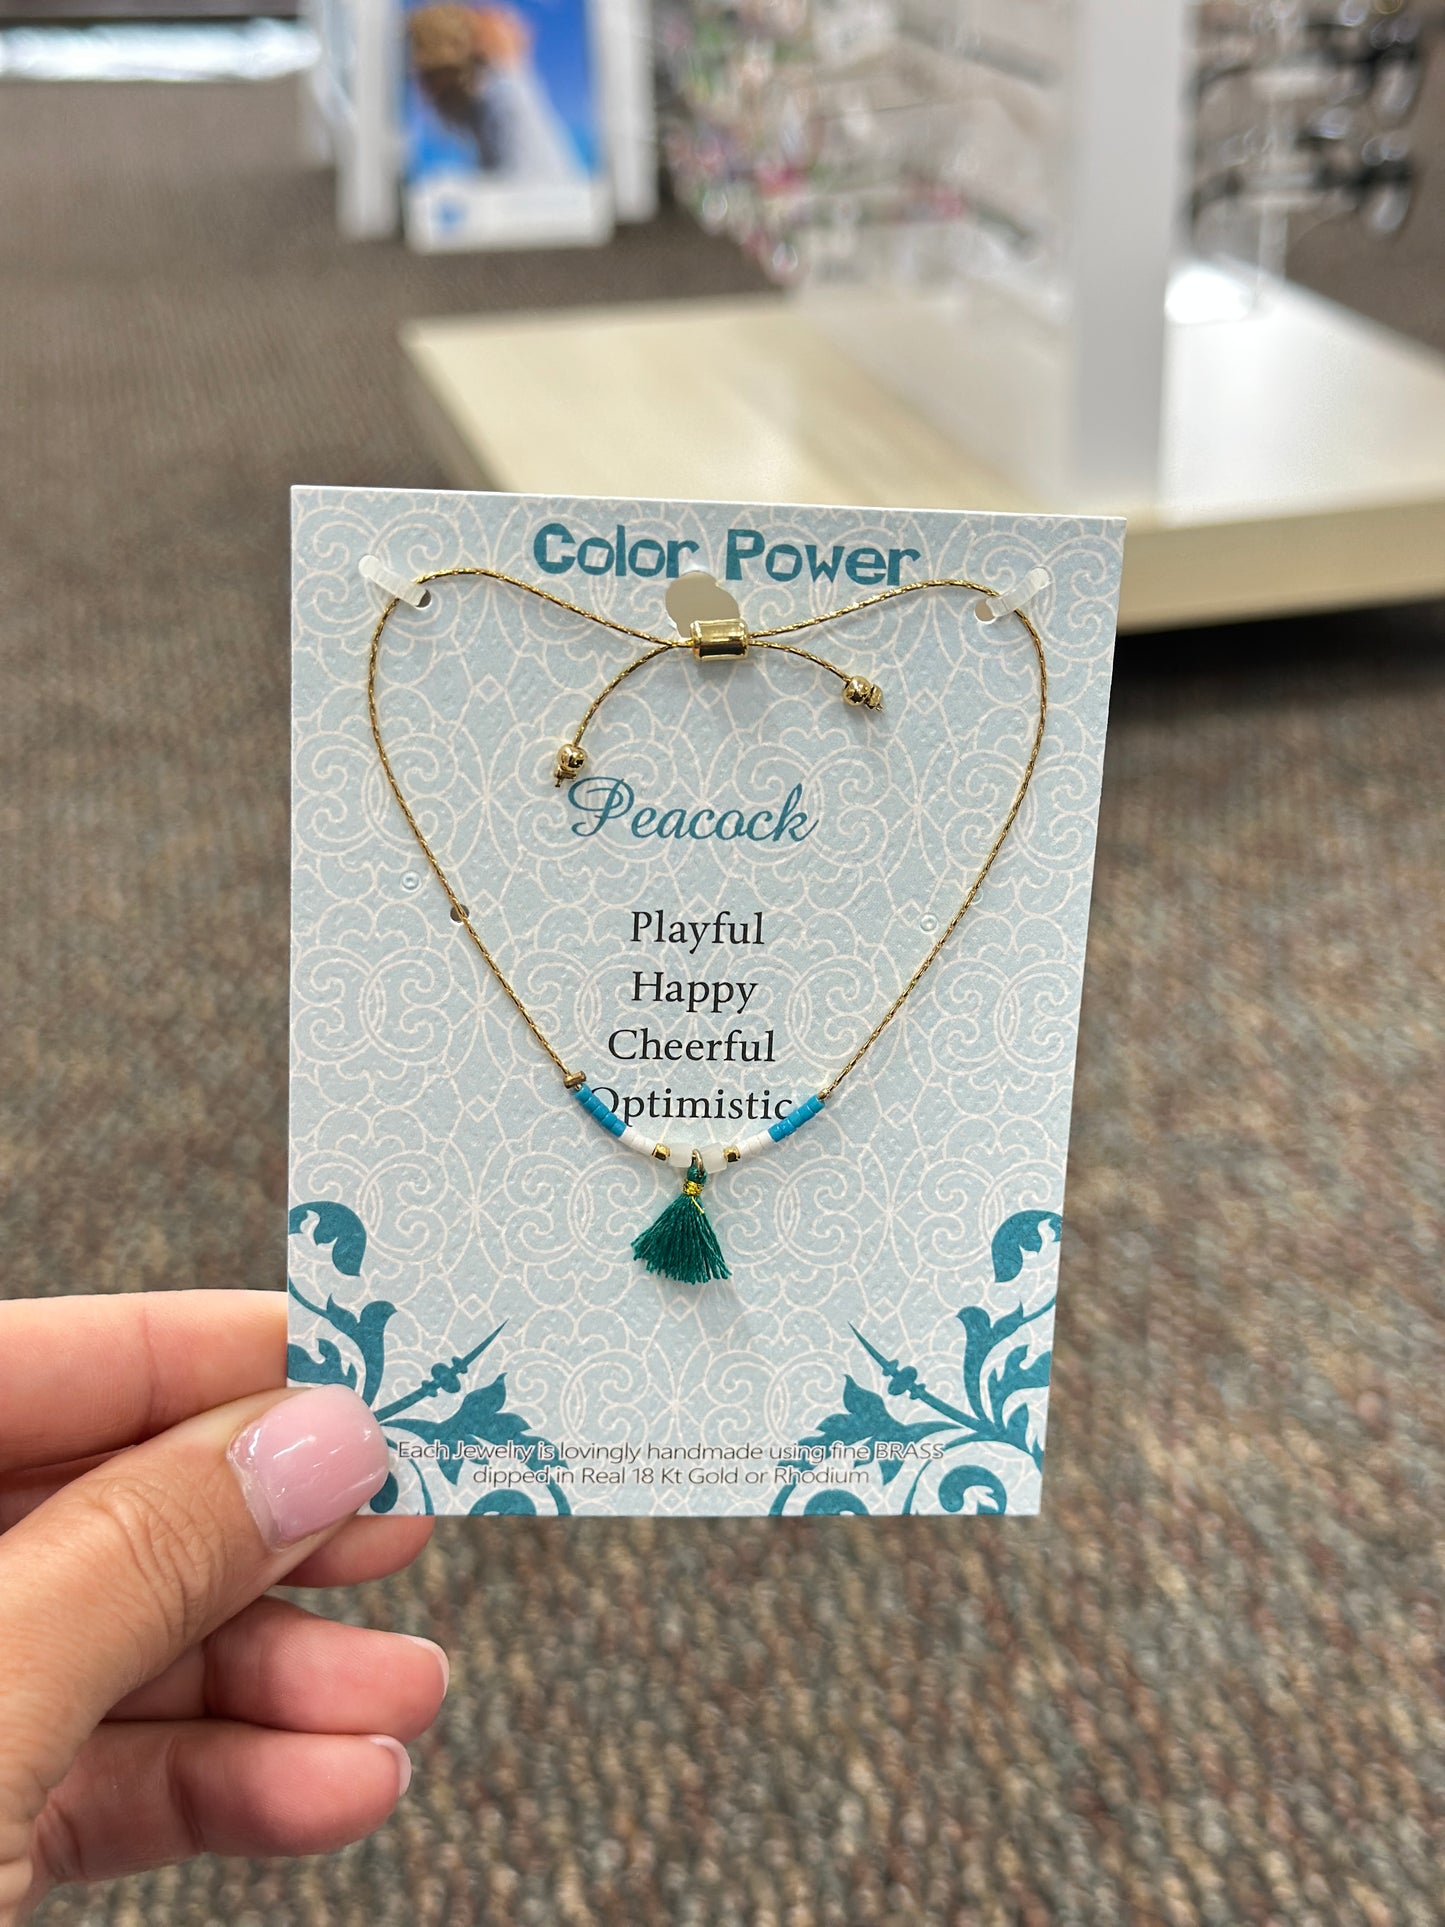 Color Power
Peacock
Playful
Happy
Cheerful
Optimistic
Each Jewelry is lovingly handmade using fine BRASS
dipped in Real 18 Kt Gold or Rhodium